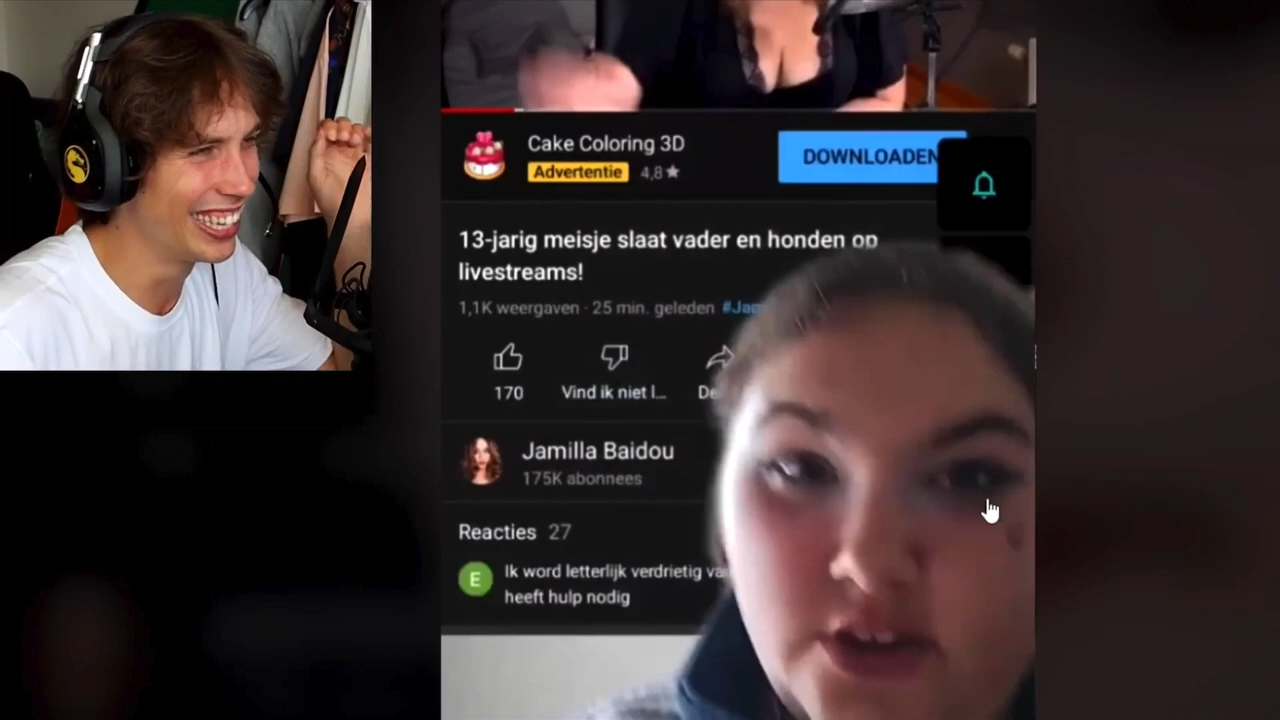 Cake Coloring 3D
Advertentie 4,8★
DOWNLOADEN
13-jarig meisje slaat vader en honden op
livestreams!
1,1K weergaven · 25 min. geleden
170
Vind ik niet l...
Jamilla Baidou
175K abonnees
Reacties 27
E
Ik word letterlijk verdrietig
heeft hulp nodig